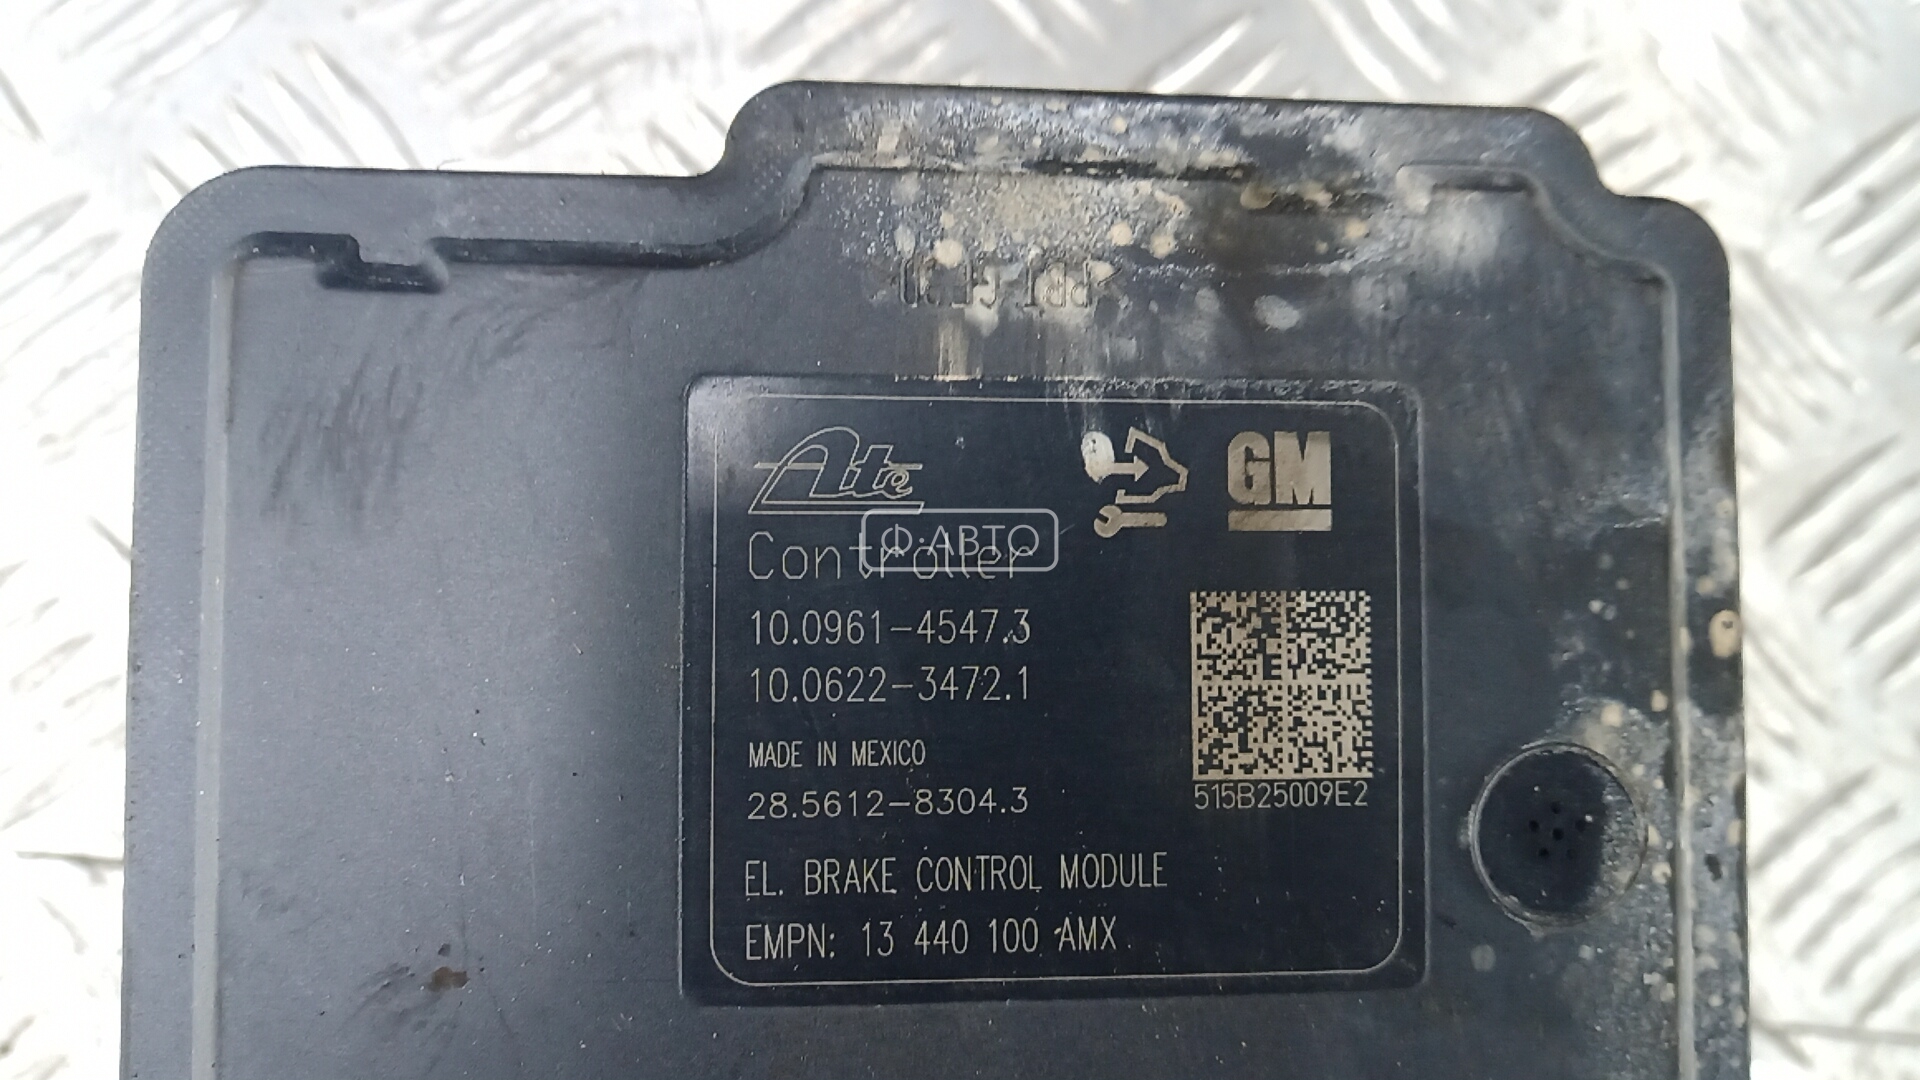 Ate
GM
Controller
Ф·АВТО
10.0961-4547.3
10.0622-3472.1
MADE IN MEXICO
28.5612-8304.3
515B25009E2
EL. BRAKE CONTROL MODULE
EMPN: 13 440 100 AMX